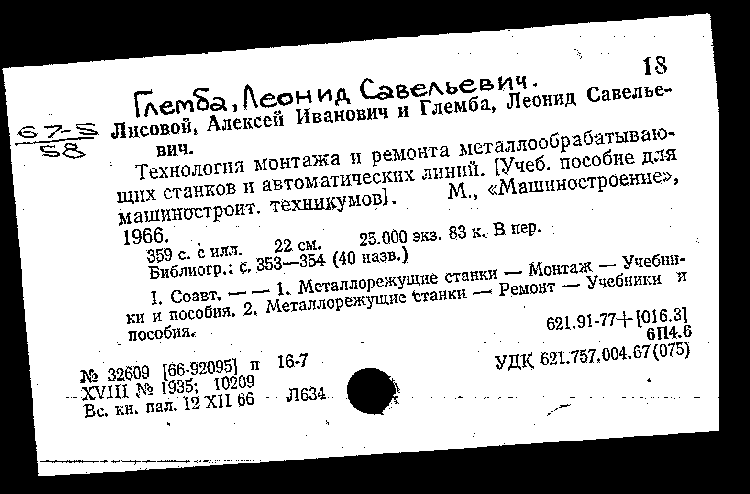 18
Глемба, Леонид Савельевич.
67-5
58
Лисовой, Алексей Иванович и Глемба, Леонид Савелье-
вич.
Технология монтажа и ремонта металлообрабатываю-
щих станков и автоматических линий. [Учеб. пособие для
машиностроит. техникумов]. М., «Машиностроение»,
1966.
359 с. с илл. 22 см. 25.000 экз. 83 к. В пер.
Библиогр.: с. 353—354 (40 назв.)
1. Соавт. — — 1. Металлорежущие станки — Монтаж — Учебни-
ки и пособия. 2. Металлорежущие станки — Ремонт — Учебники и
пособия.
621.91-77+[016.3]
6П4.6
№ 32609 [66-92095] п 16-7
УДК 621.757.004.67(075)
XVIII № 1935; 10209
Вс. кн. пал. 12 XII 66 Л634